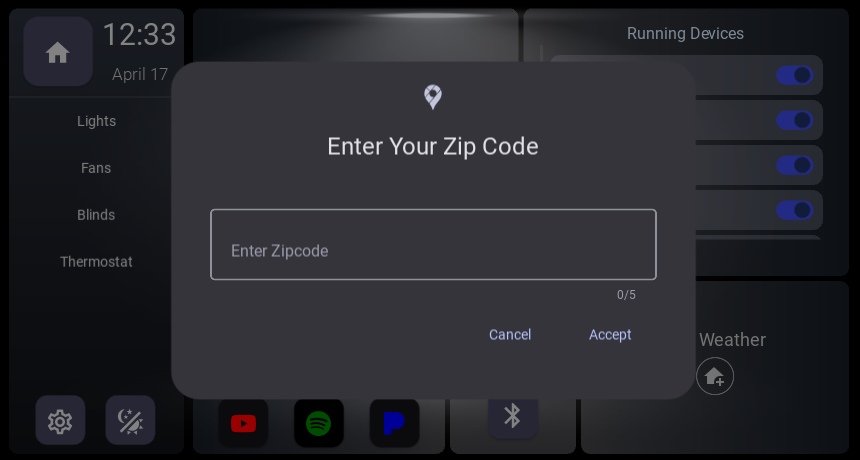 12:33
April 17
Lights
Fans
Blinds
Thermostat
Running Devices
Enter Your Zip Code
Enter Zipcode
0/5
Cancel
Accept
Weather